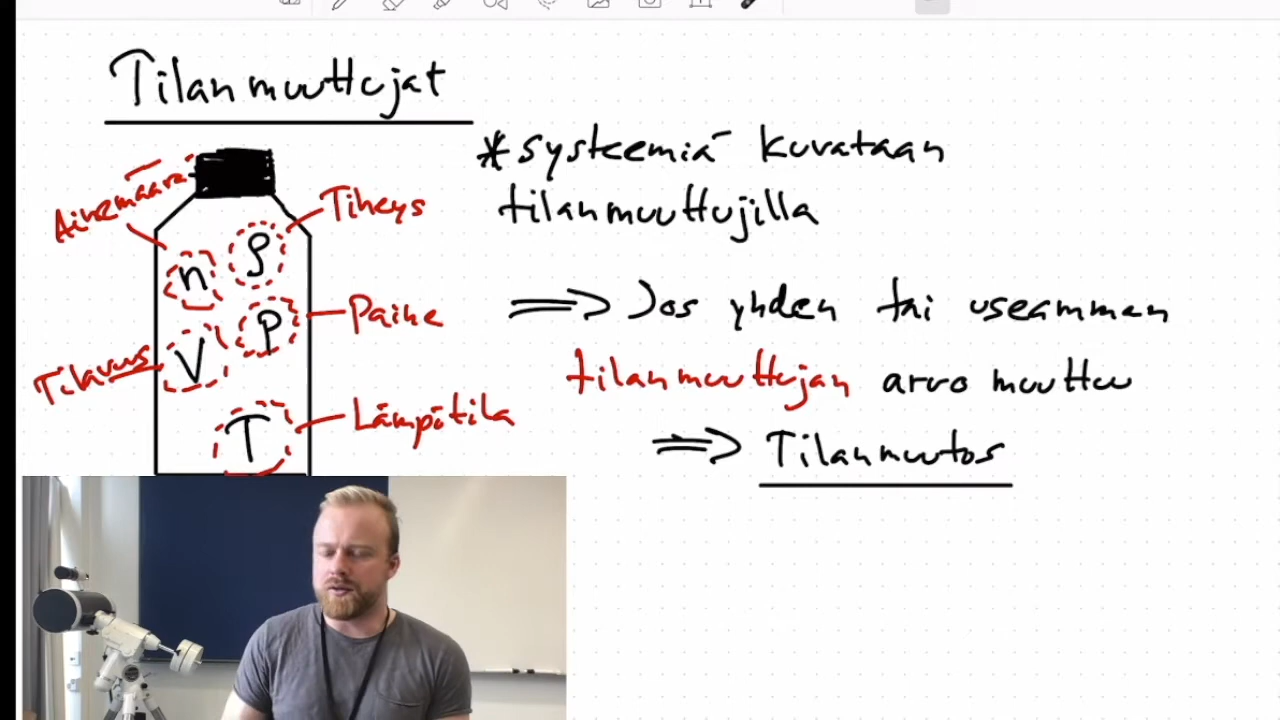 Tilanmuuttujat
*systeemiä kuvataan
tilanmuuttujilla
Ainemäärä
Tiheys
n ρ
⇒ Jos yhden tai useamman
P Paine
Tilavuus V
tilanmuuttujan arvo muuttuu
T Lämpötila
⇒ Tilanmuutos